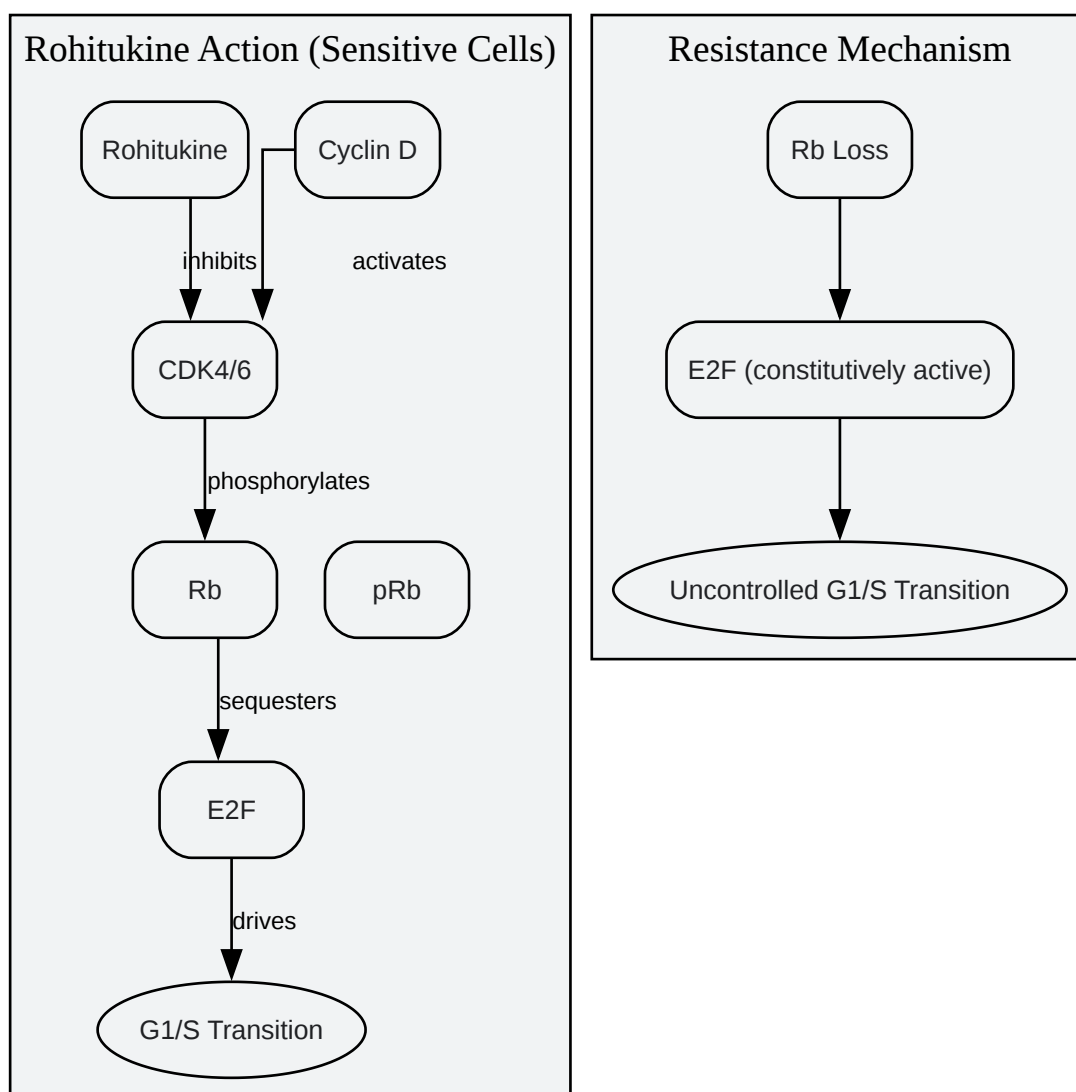 Rohitukine Action (Sensitive Cells)
Rohitukine
Cyclin D
inhibits
activates
CDK4/6
phosphorylates
Rb
pRb
sequesters
E2F
drives
G1/S Transition
Resistance Mechanism
Rb Loss
E2F (constitutively active)
Uncontrolled G1/S Transition